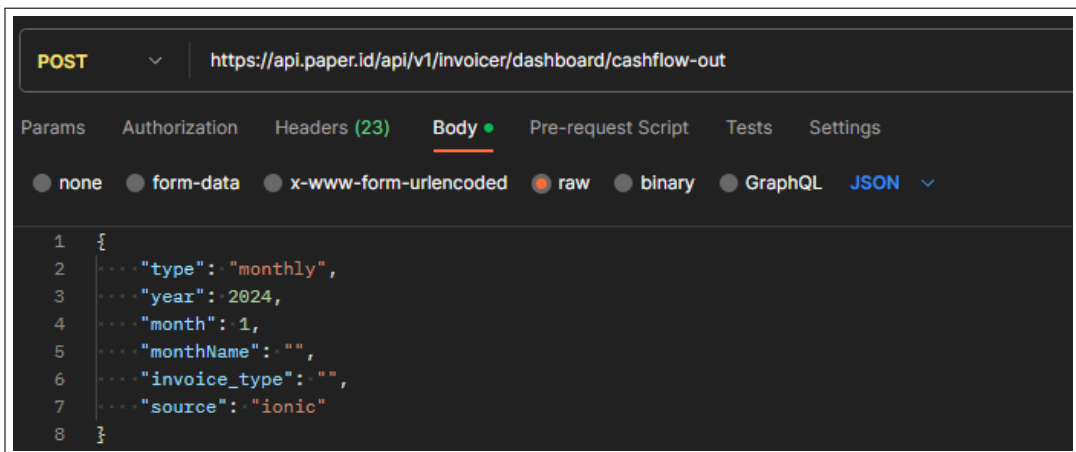 POST https://api.paper.id/api/v1/invoicer/dashboard/cashflow-out
Params Authorization Headers (23) Body Pre-request Script Tests Settings
none form-data x-www-form-urlencoded raw binary GraphQL JSON
1 {
2 "type": "monthly",
3 "year": 2024,
4 "month": 1,
5 "monthName": "",
6 "invoice_type": "",
7 "source": "ionic"
8 }